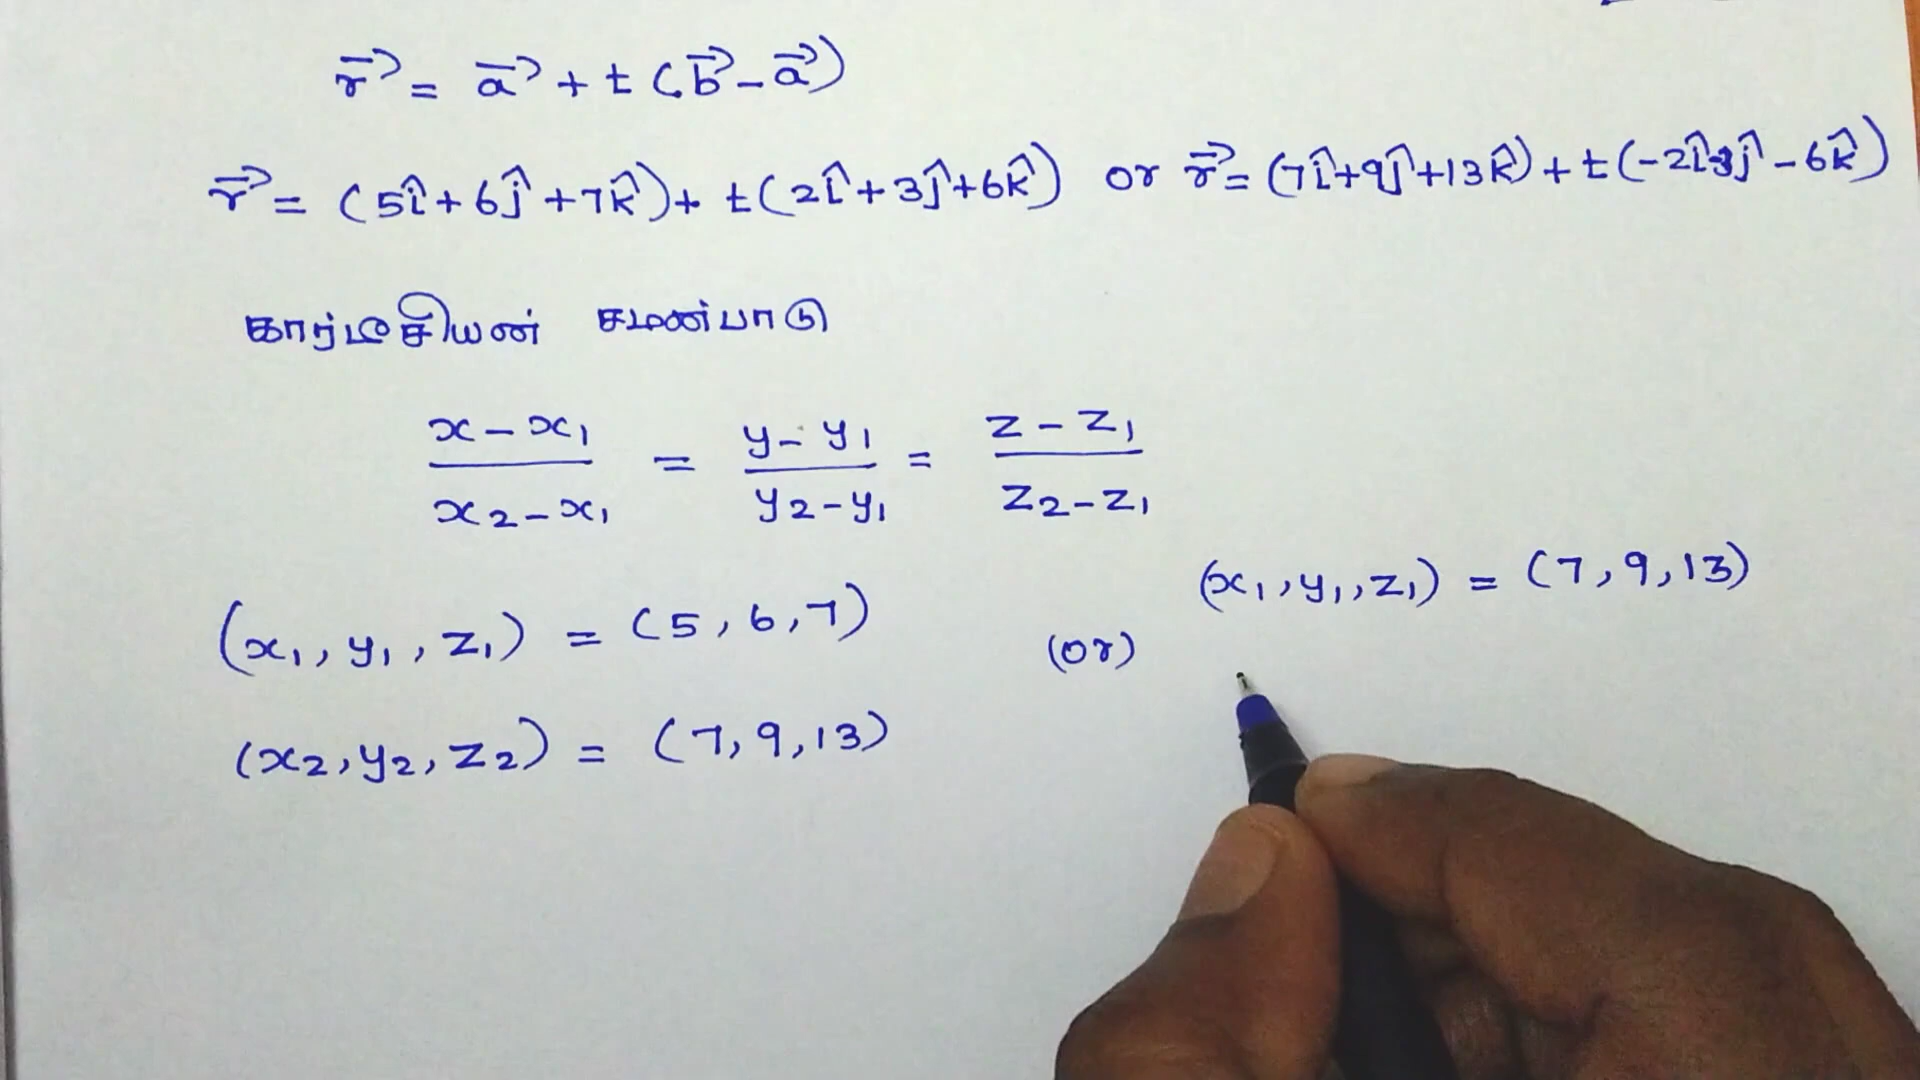 r⃗ = a⃗ + t (b⃗ - a⃗)
r⃗ = (5î + 6ĵ + 7k̂) + t(2î + 3ĵ + 6k̂) or r⃗ = (7î + 9ĵ + 13k̂) + t(-2î-3ĵ - 6k̂)
கார்டீசியன் சமன்பாடு
x - x₁ / x₂ - x₁ = y - y₁ / y₂ - y₁ = z - z₁ / z₂ - z₁
(x₁, y₁, z₁) = (5, 6, 7) (or) (x₁, y₁, z₁) = (7, 9, 13)
(x₂, y₂, z₂) = (7, 9, 13)